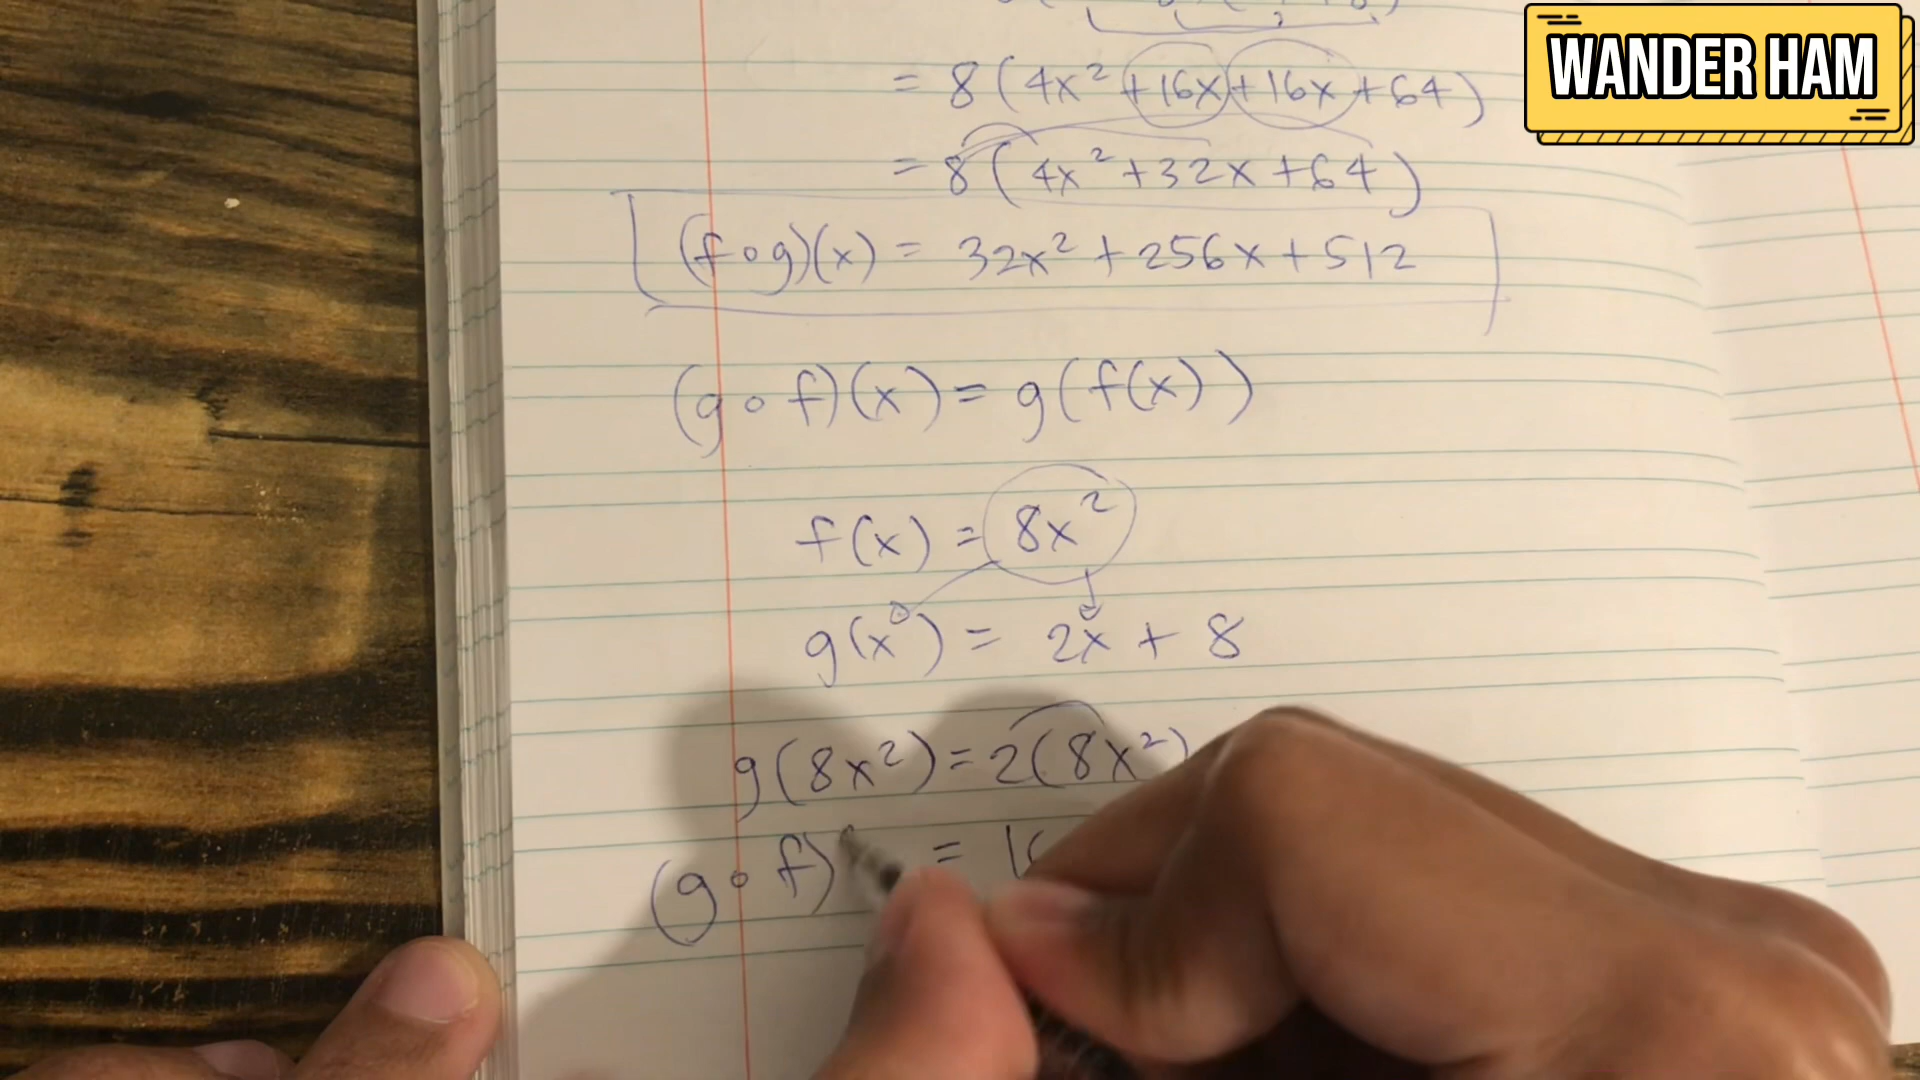 WANDER HAM
= 8(4x² +16x+16x+64)
= 8(4x²+32x+64)
(f∘g)(x) = 32x²+256x+512
(g∘f)(x) = g(f(x))
f(x) = 8x²
g(x) = 2x + 8
g(8x²) = 2(8x²)
(g∘f) = 1